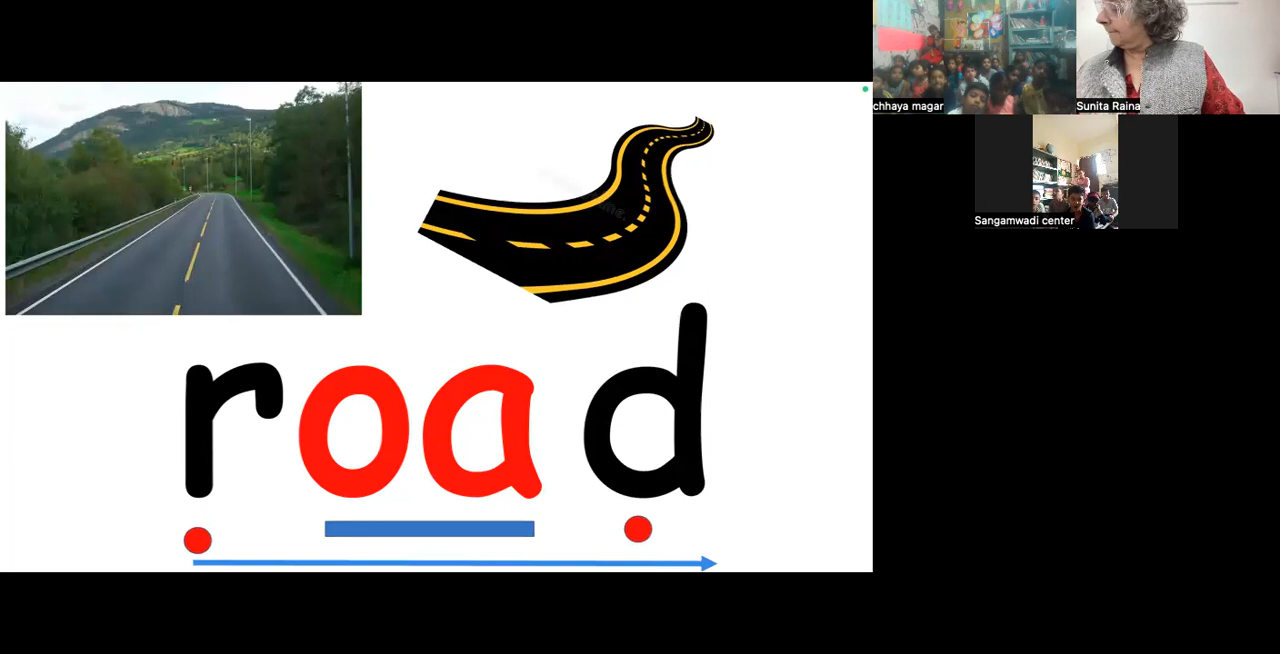 chhaya magar
Sunita Raina
Sangamwadi center
road